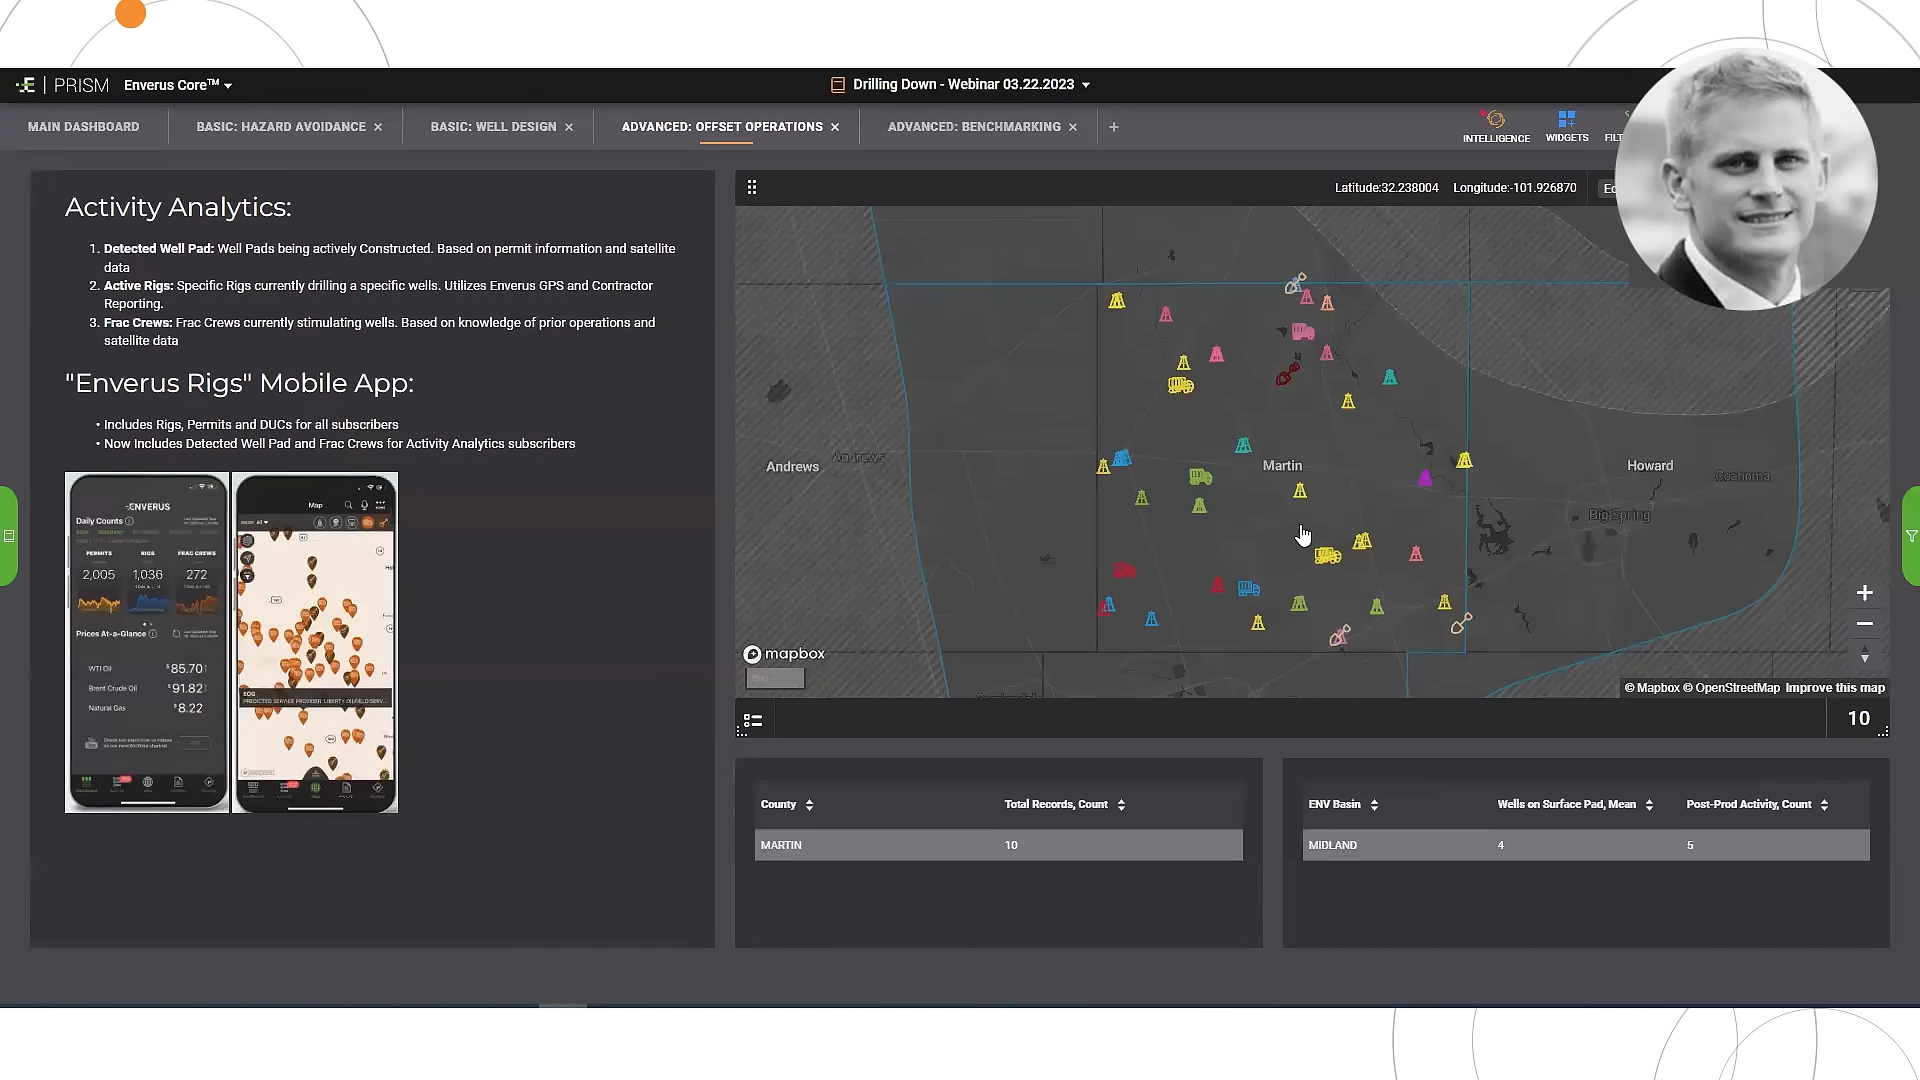 PRISM Enverus Core™
Drilling Down - Webinar 03.22.2023
MAIN DASHBOARD
BASIC: HAZARD AVOIDANCE ×
BASIC: WELL DESIGN ×
ADVANCED: OFFSET OPERATIONS ×
ADVANCED: BENCHMARKING ×
+
INTELLIGENCE
WIDGETS
Activity Analytics:
1. Detected Well Pad: Well Pads being actively Constructed. Based on permit information and satellite
data
2. Active Rigs: Specific Rigs currently drilling a specific wells. Utilizes Enverus GPS and Contractor
Reporting.
3. Frac Crews: Frac Crews currently stimulating wells. Based on knowledge of prior operations and
satellite data
"Enverus Rigs" Mobile App:
• Includes Rigs, Permits and DUCs for all subscribers
• Now Includes Detected Well Pad and Frac Crews for Activity Analytics subscribers
ENVERUS
Daily Counts
PERMITS RIGS FRAC CREWS
2,005 1,036 272
Prices At-a-Glance
WTI Oil $85.70
Brent Crude Oil $91.82
Natural Gas $8.22
Map
EOG
Latitude:32.238004 Longitude:-101.926870
Andrews
Andrews
Martin
Howard
Coahoma
Big Spring
mapbox
© Mapbox © OpenStreetMap Improve this map
10
County
Total Records, Count
MARTIN
10
ENV Basin
Wells on Surface Pad, Mean
Post-Prod Activity, Count
MIDLAND
4
5